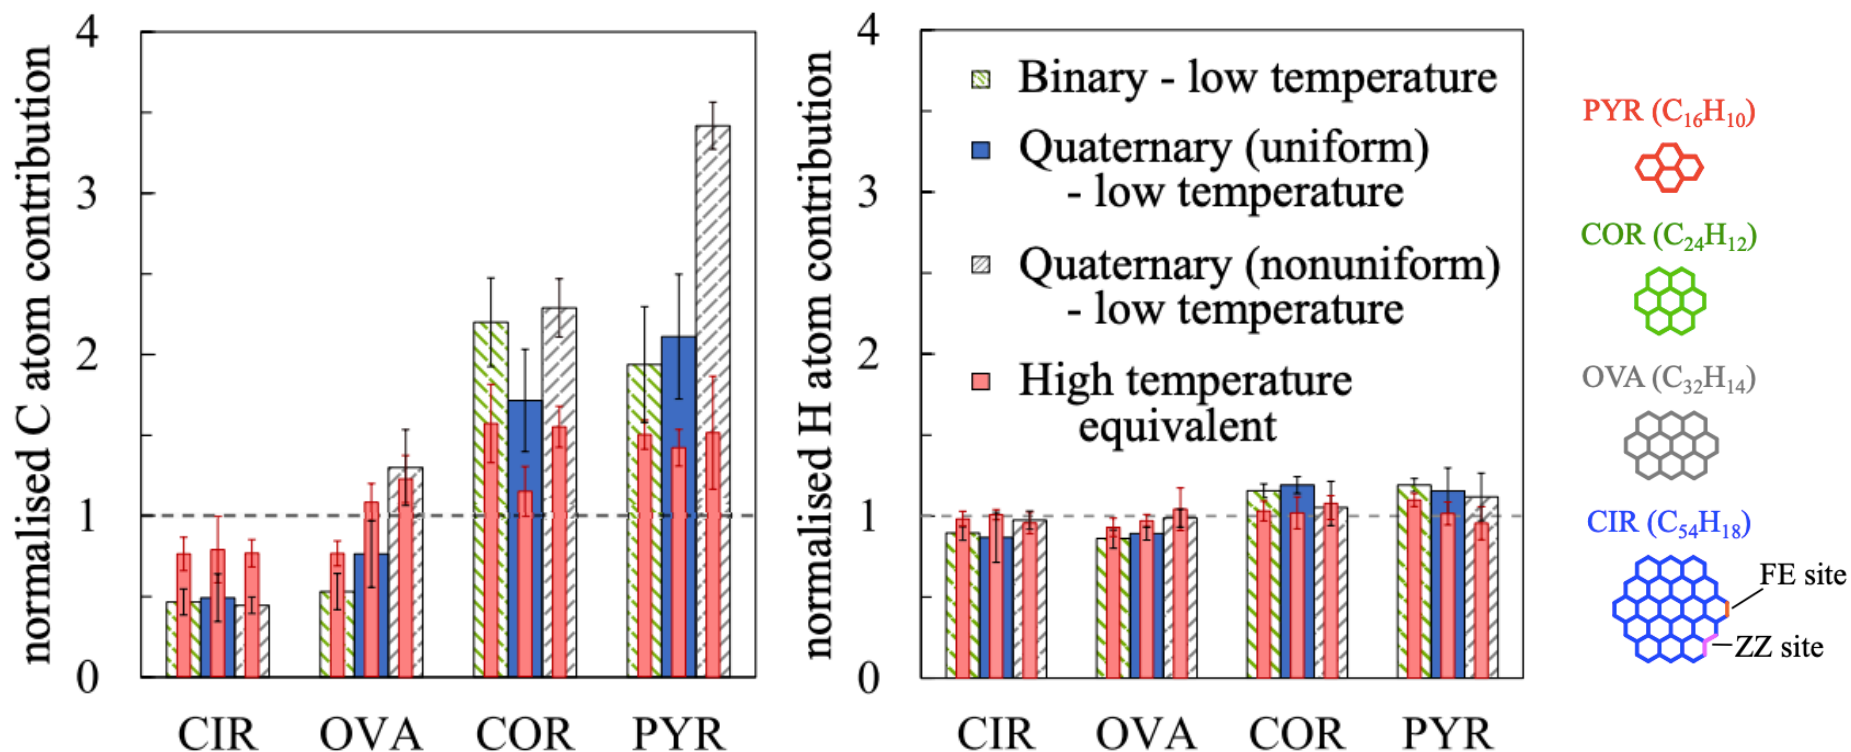 normalised C atom contribution
4
3
2
1
0
CIR OVA COR PYR
normalised H atom contribution
4
3
2
1
0
Binary - low temperature
Quaternary (uniform)
- low temperature
Quaternary (nonuniform)
- low temperature
High temperature
equivalent
CIR OVA COR PYR
PYR (C₁₆H₁₀)
COR (C₂₄H₁₂)
OVA (C₃₂H₁₄)
CIR (C₅₄H₁₈)
FE site
ZZ site